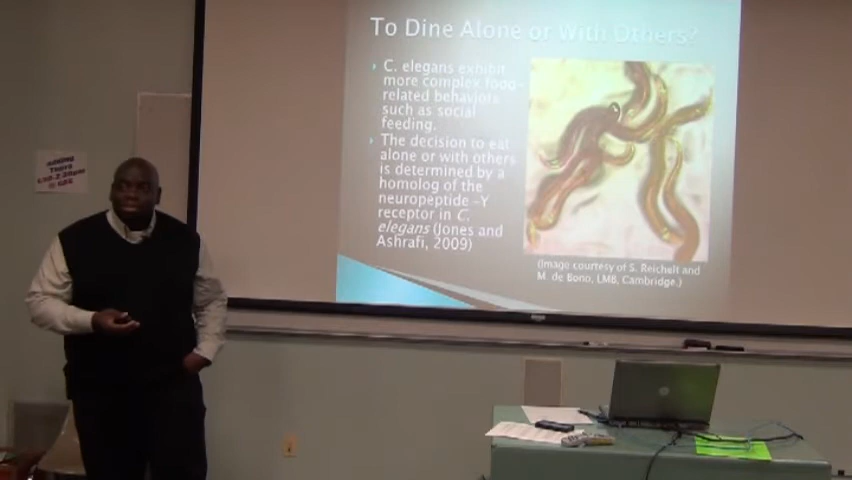 To Dine Alone or With Others?
C. elegans exhibit
more complex food-
related behaviors
such as social
feeding.
The decision to eat
alone or with others
is determined by a
homolog of the
neuropeptide -Y
receptor in C.
elegans (Jones and
Ashrafi, 2009)
(Image courtesy of S. Reichelt and
M. de Bono, LMB, Cambridge.)
Thurs